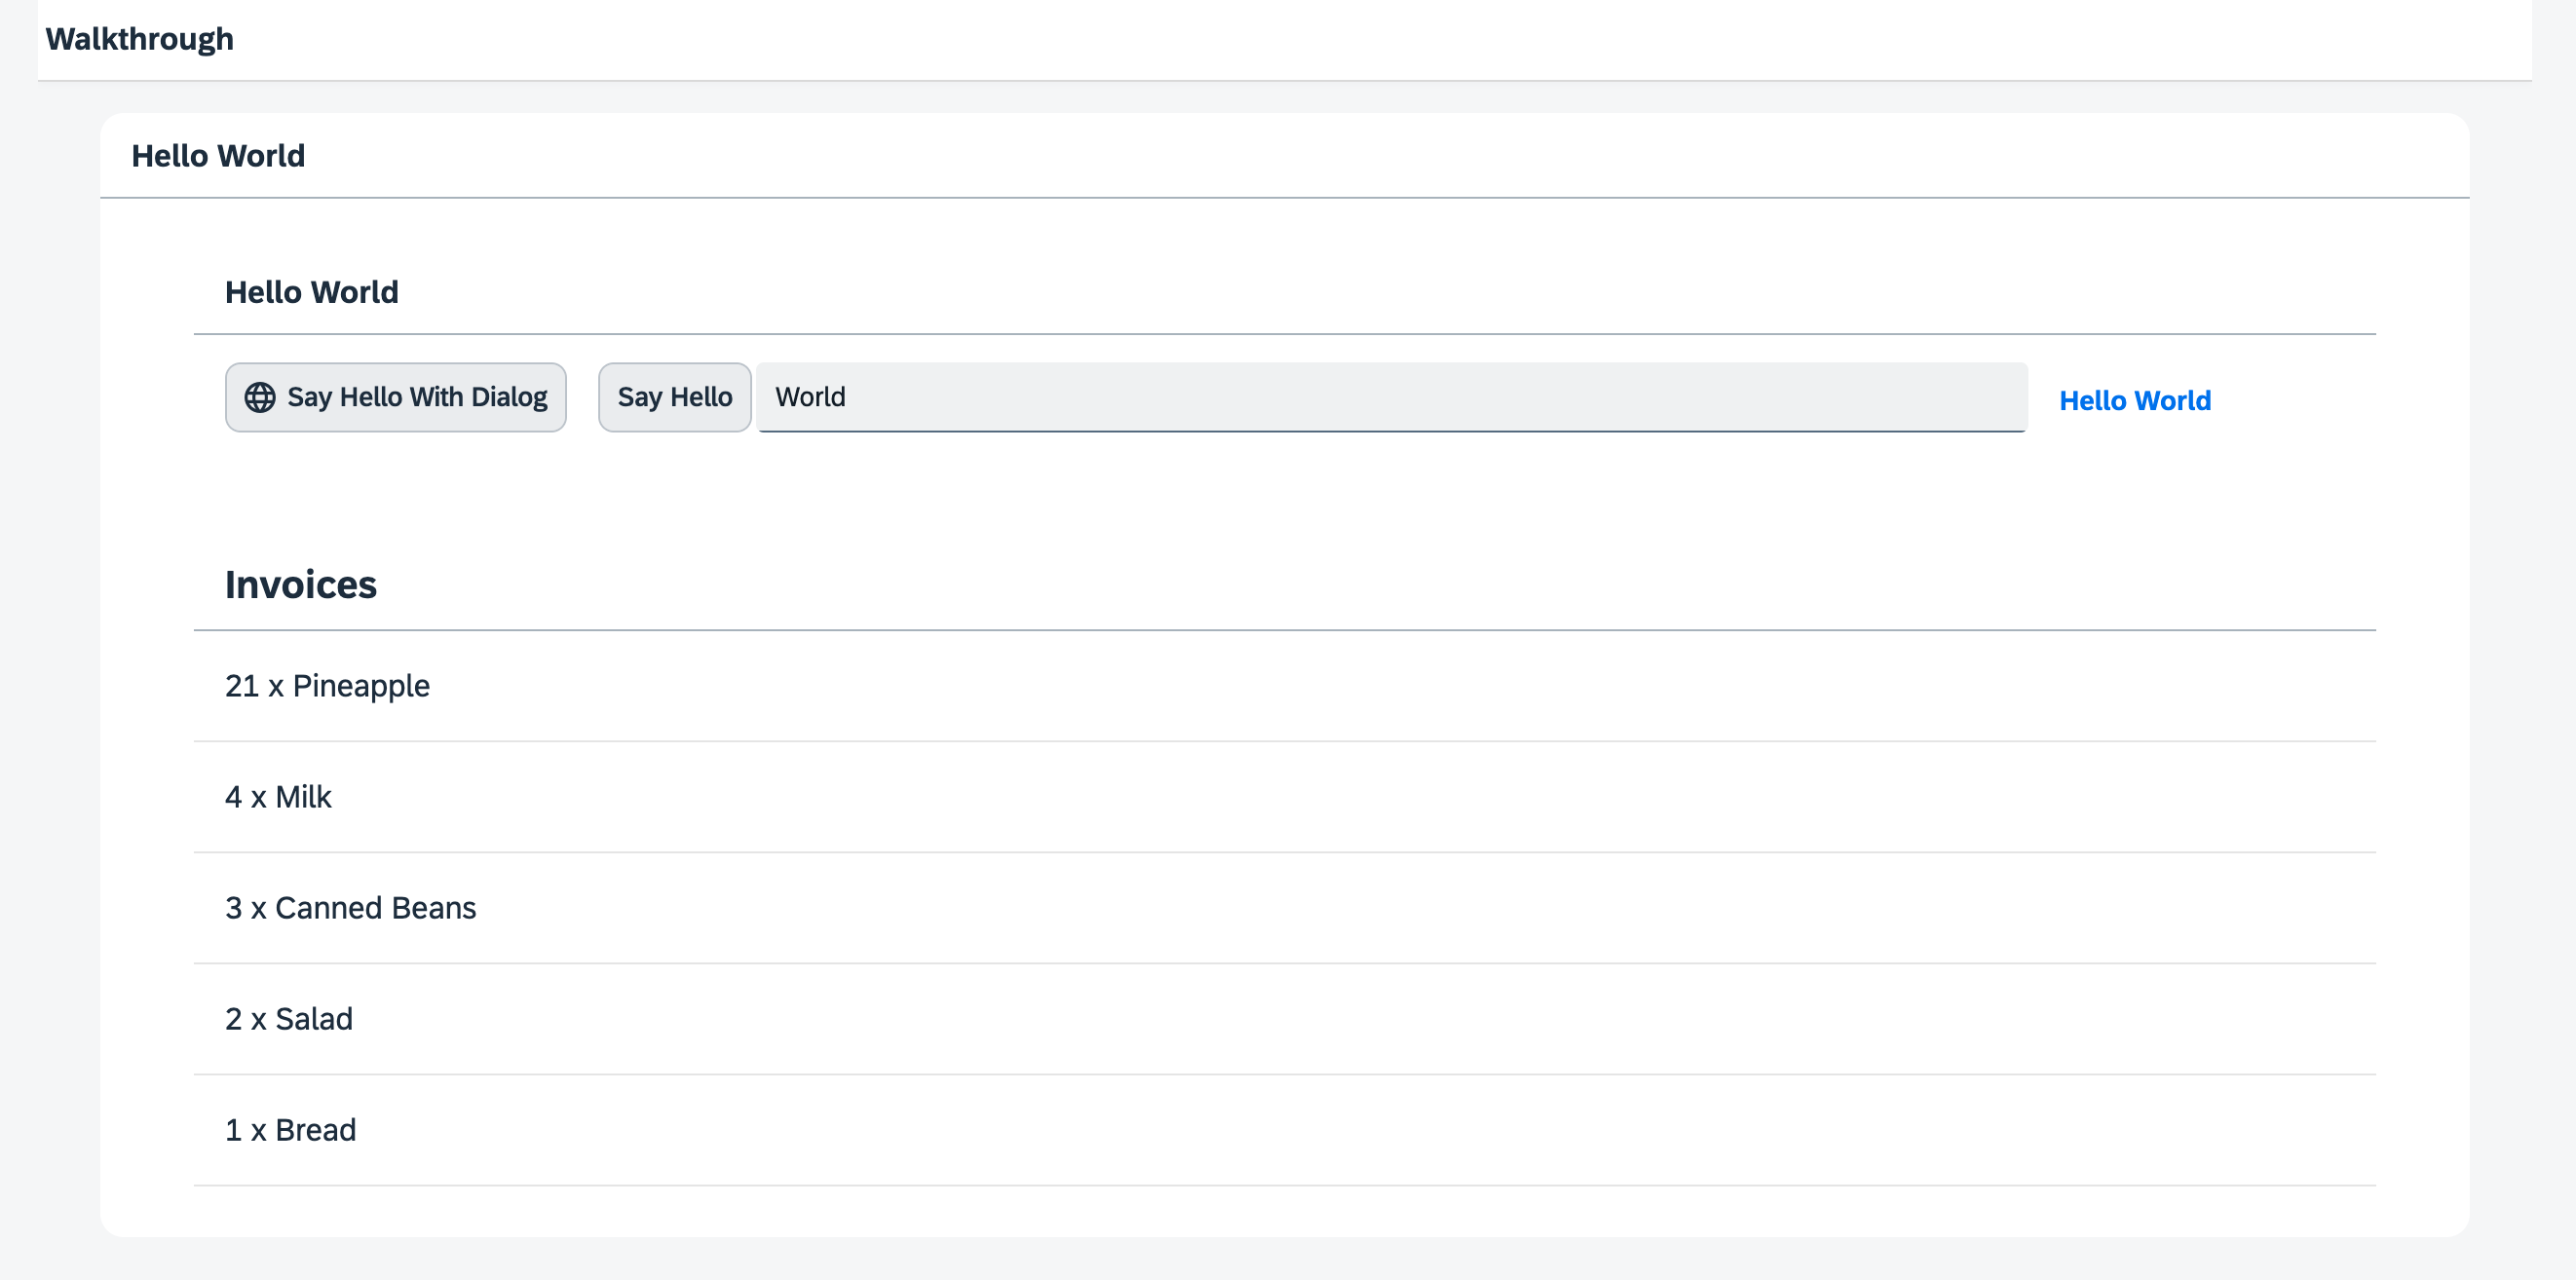 Walkthrough
Hello World
Hello World
Say Hello With Dialog Say Hello World Hello World
Invoices
21 x Pineapple
4 x Milk
3 x Canned Beans
2 x Salad
1 x Bread